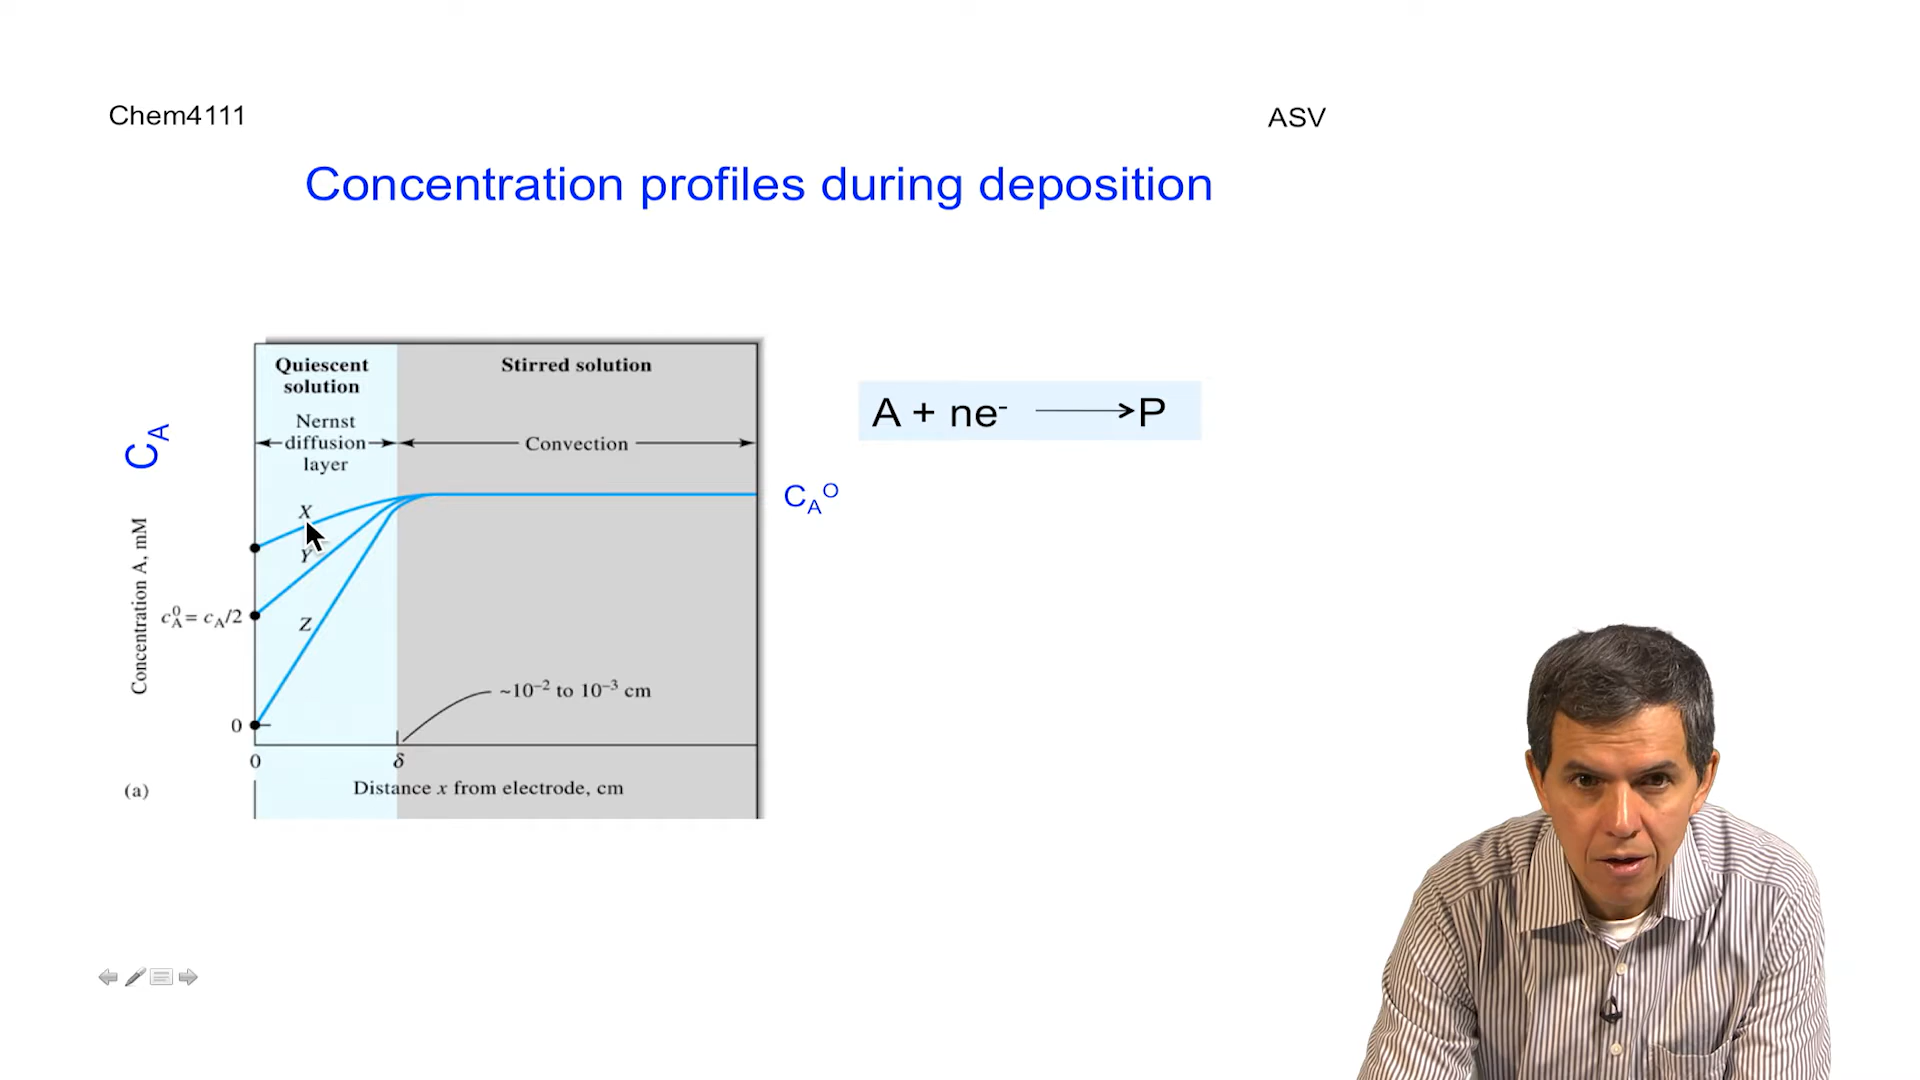 Chem4111
ASV
Concentration profiles during deposition
Quiescent
solution
Stirred solution
Nernst
diffusion
layer
Convection
A + ne⁻ ⟶ P
C_A
C_A^O
X
Y
Z
Concentration A, mM
c_A^0 = c_A/2
~10⁻² to 10⁻³ cm
0
0
δ
Distance x from electrode, cm
(a)